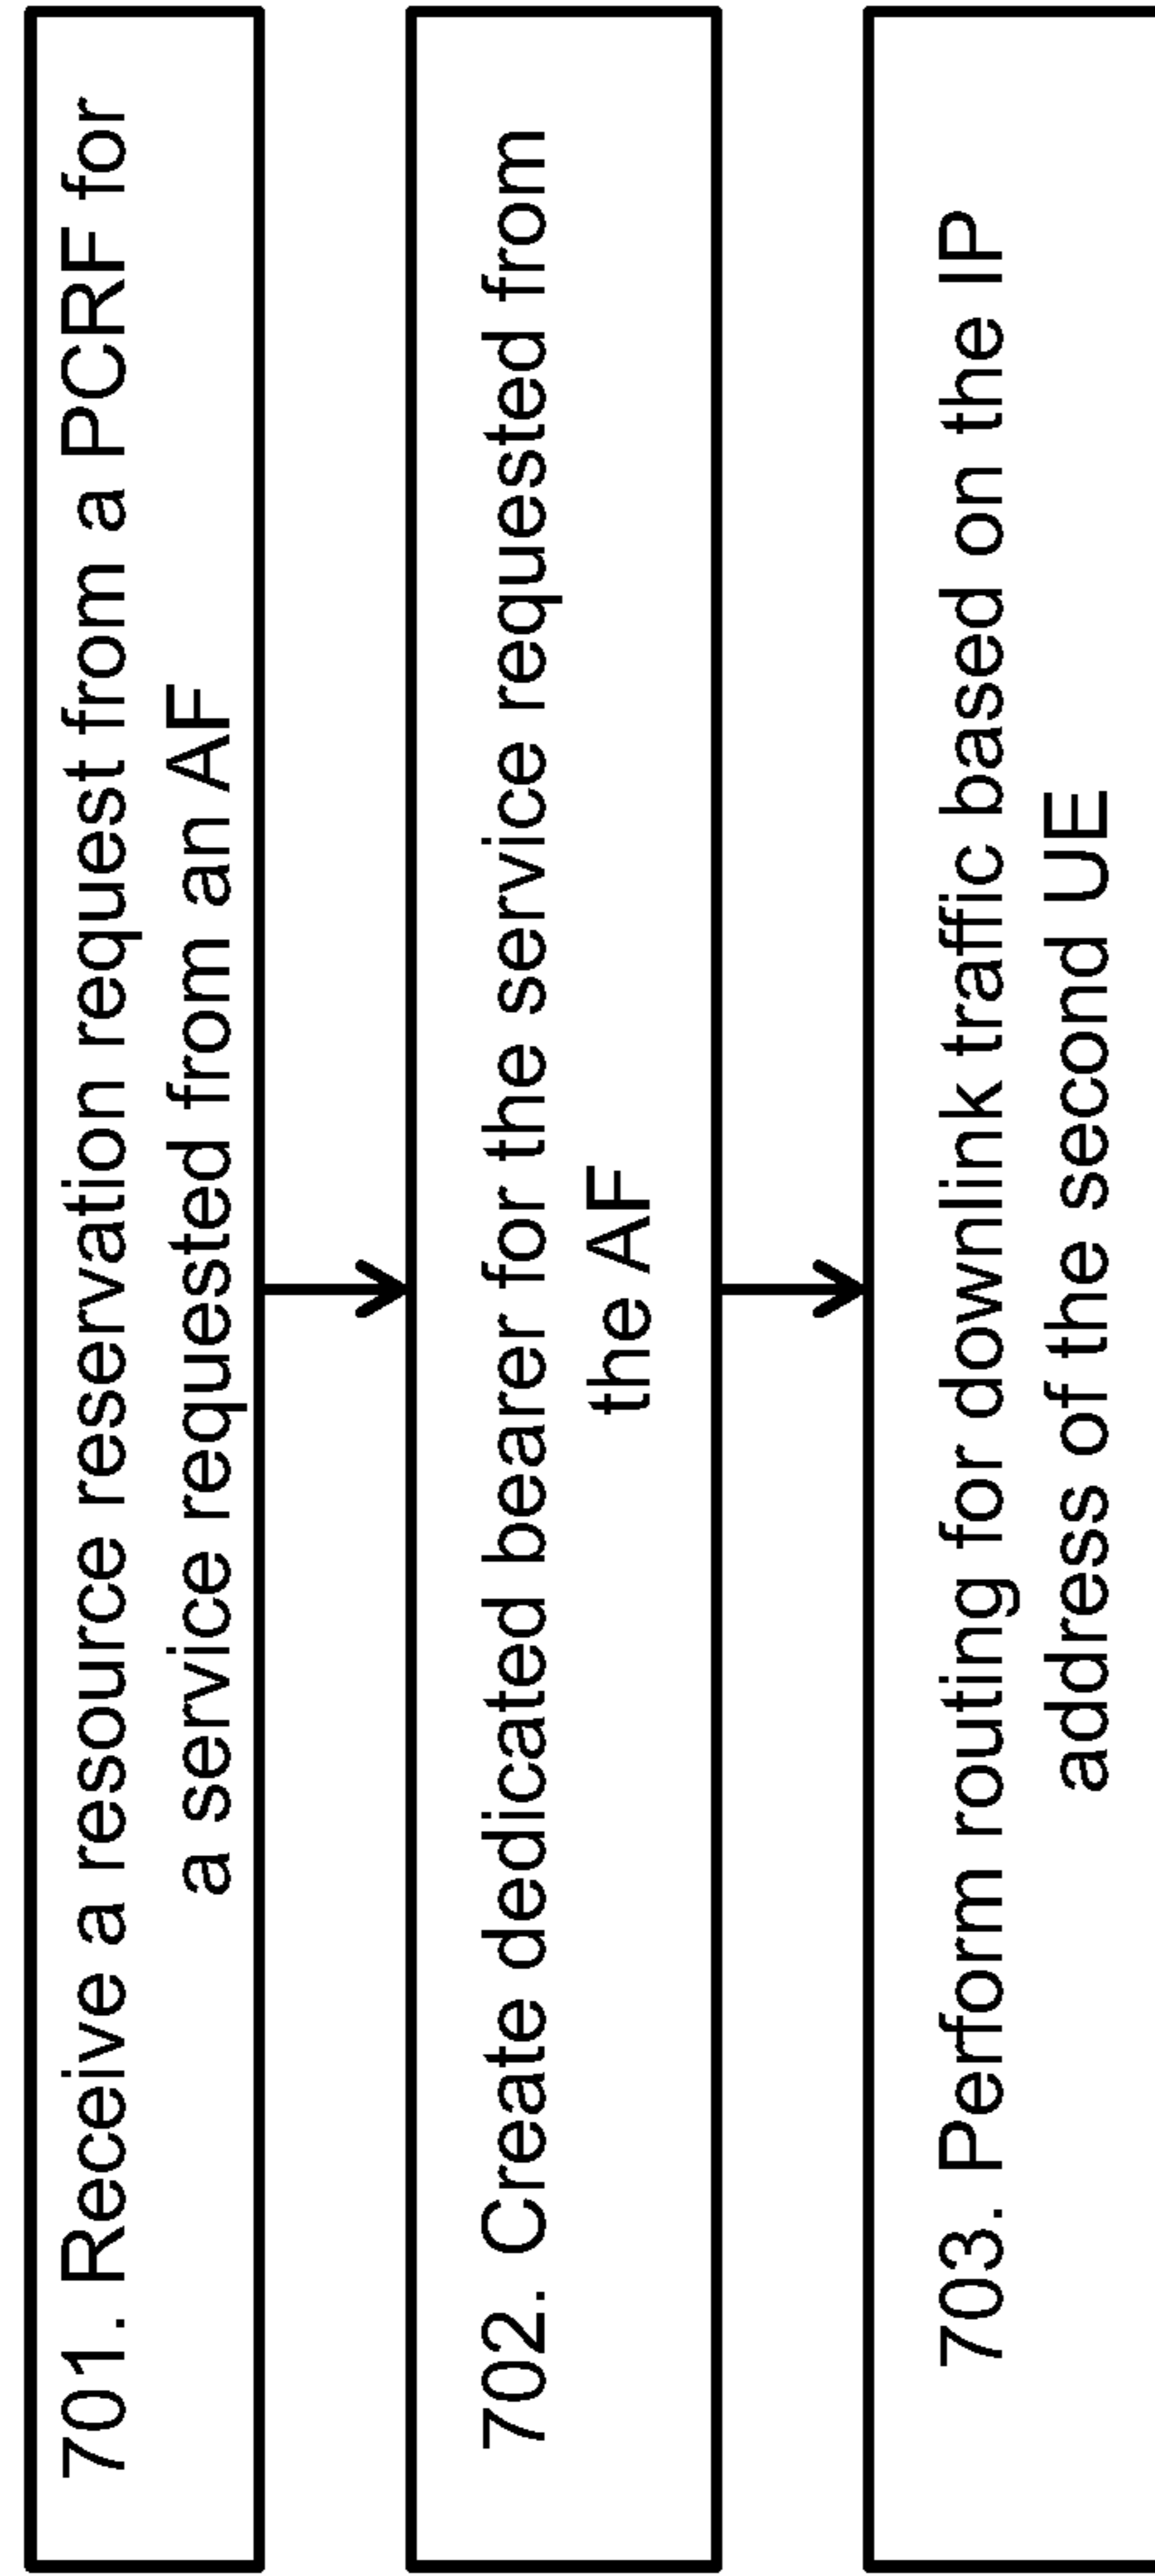 701. Receive a resource reservation request from a PCRF for
a service requested from an AF
702. Create dedicated bearer for the service requested from
the AF
703. Perform routing for downlink traffic based on the IP
address of the second UE